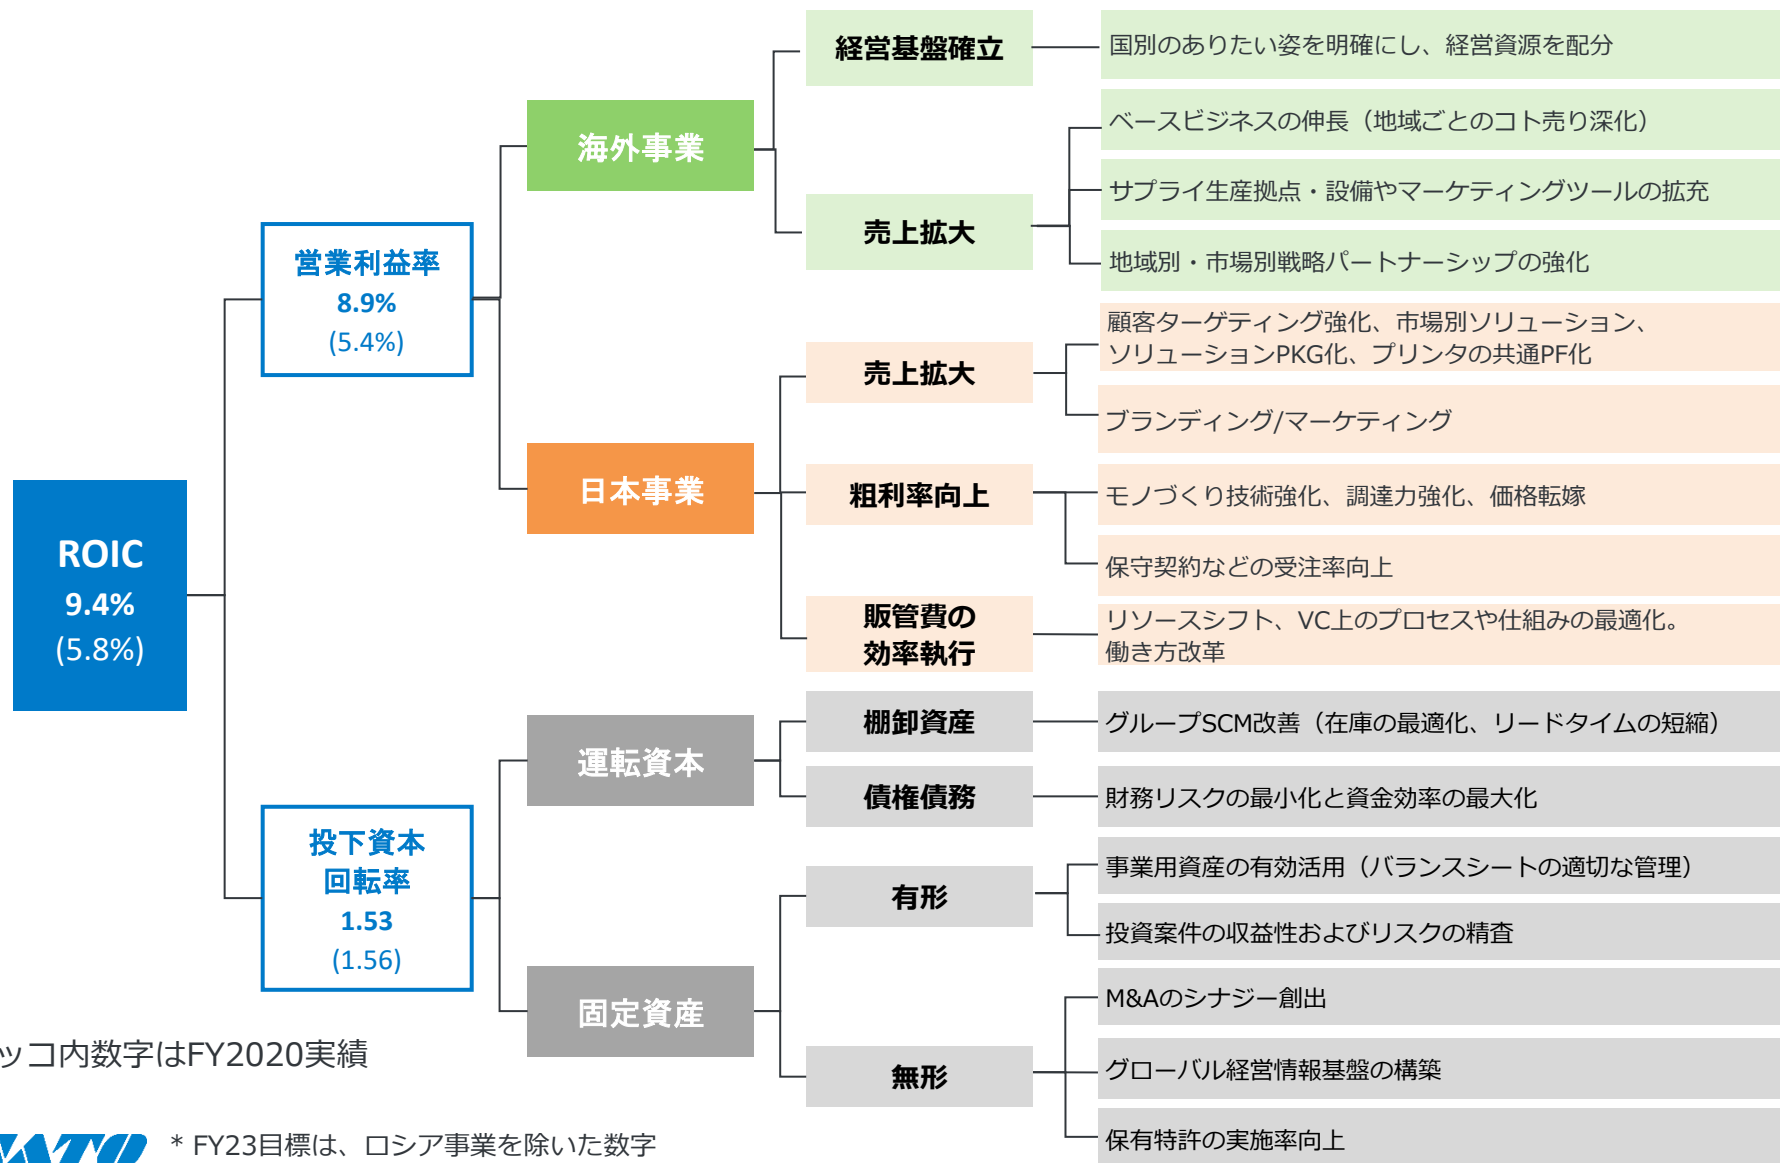 ROIC
9.4%
(5.8%)
営業利益率
8.9%
(5.4%)
投下資本
回転率
1.53
(1.56)
海外事業
日本事業
運転資本
固定資産
経営基盤確立
国別のありたい姿を明確にし、経営資源を配分
売上拡大
ベースビジネスの伸長（地域ごとのコト売り深化）
サプライ生産拠点・設備やマーケティングツールの拡充
地域別・市場別戦略パートナーシップの強化
売上拡大
顧客ターゲティング強化、市場別ソリューション、
ソリューションPKG化、プリンタの共通PF化
ブランディング/マーケティング
粗利率向上
モノづくり技術強化、調達力強化、価格転嫁
保守契約などの受注率向上
販管費の
効率執行
リソースシフト、VC上のプロセスや仕組みの最適化。
働き方改革
棚卸資産
グループSCM改善（在庫の最適化、リードタイムの短縮）
債権債務
財務リスクの最小化と資金効率の最大化
有形
事業用資産の有効活用（バランスシートの適切な管理）
投資案件の収益性およびリスクの精査
無形
M&Aのシナジー創出
グローバル経営情報基盤の構築
保有特許の実施率向上
ッコ内数字はFY2020実績
* FY23目標は、ロシア事業を除いた数字